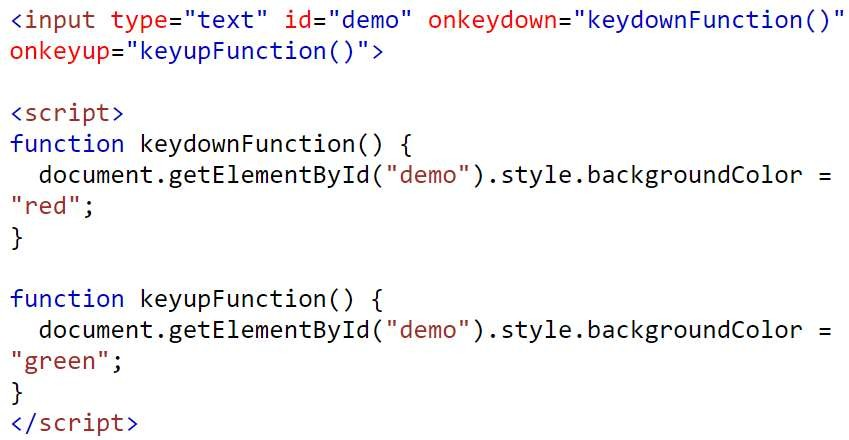 <input type="text" id="demo" onkeydown="keydownFunction()"
onkeyup="keyupFunction()">
<script>
function keydownFunction() {
  document.getElementById("demo").style.backgroundColor =
"red";
}
function keyupFunction() {
  document.getElementById("demo").style.backgroundColor =
"green";
}
</script>